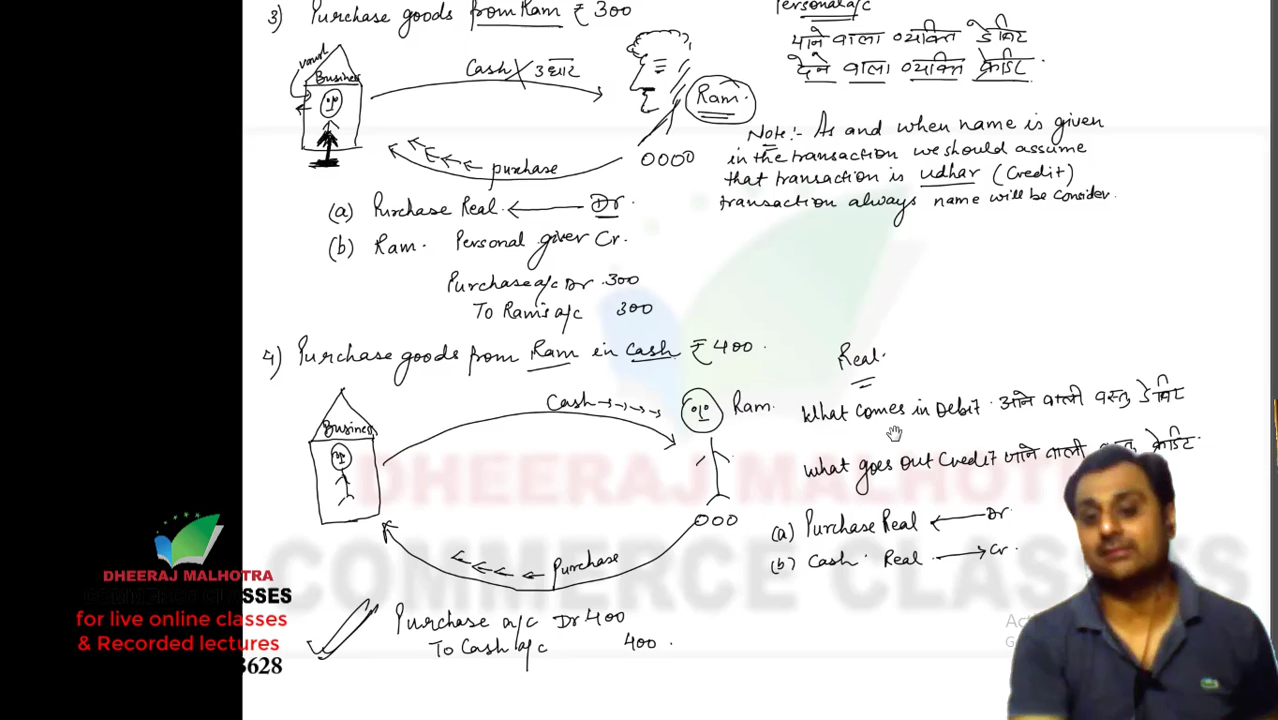 3) Purchase goods from Ram ₹ 300
Personal a/c
पाने वाला व्यक्ति डेबिट
देने वाला व्यक्ति क्रेडिट.
Business
Cash उधार
Ram.
purchase
Note:- As and when name is given
in the transaction we should assume
that transaction is udhar (Credit)
transaction always name will be consider.
(a) Purchase Real Dr.
(b) Ram. Personal giver Cr.
Purchase a/c Dr 300
To Ram's a/c 300
4) Purchase goods from Ram in cash ₹ 400.
Business
Cash
Ram.
Purchase
Real.
What comes in Debit. आने वाली वस्तु डेबिट
What goes Out Credit जाने वाली क्रेडिट.
(a) Purchase Real Dr.
(b) Cash. Real Cr.
Purchase a/c Dr 400
To Cash a/c 400.
DHEERAJ MALHOTRA
COMMERCE CLASSES
DHEERAJ MALHOTRA
COMMERCE CLASSES
for live online classes
& Recorded lectures
3628